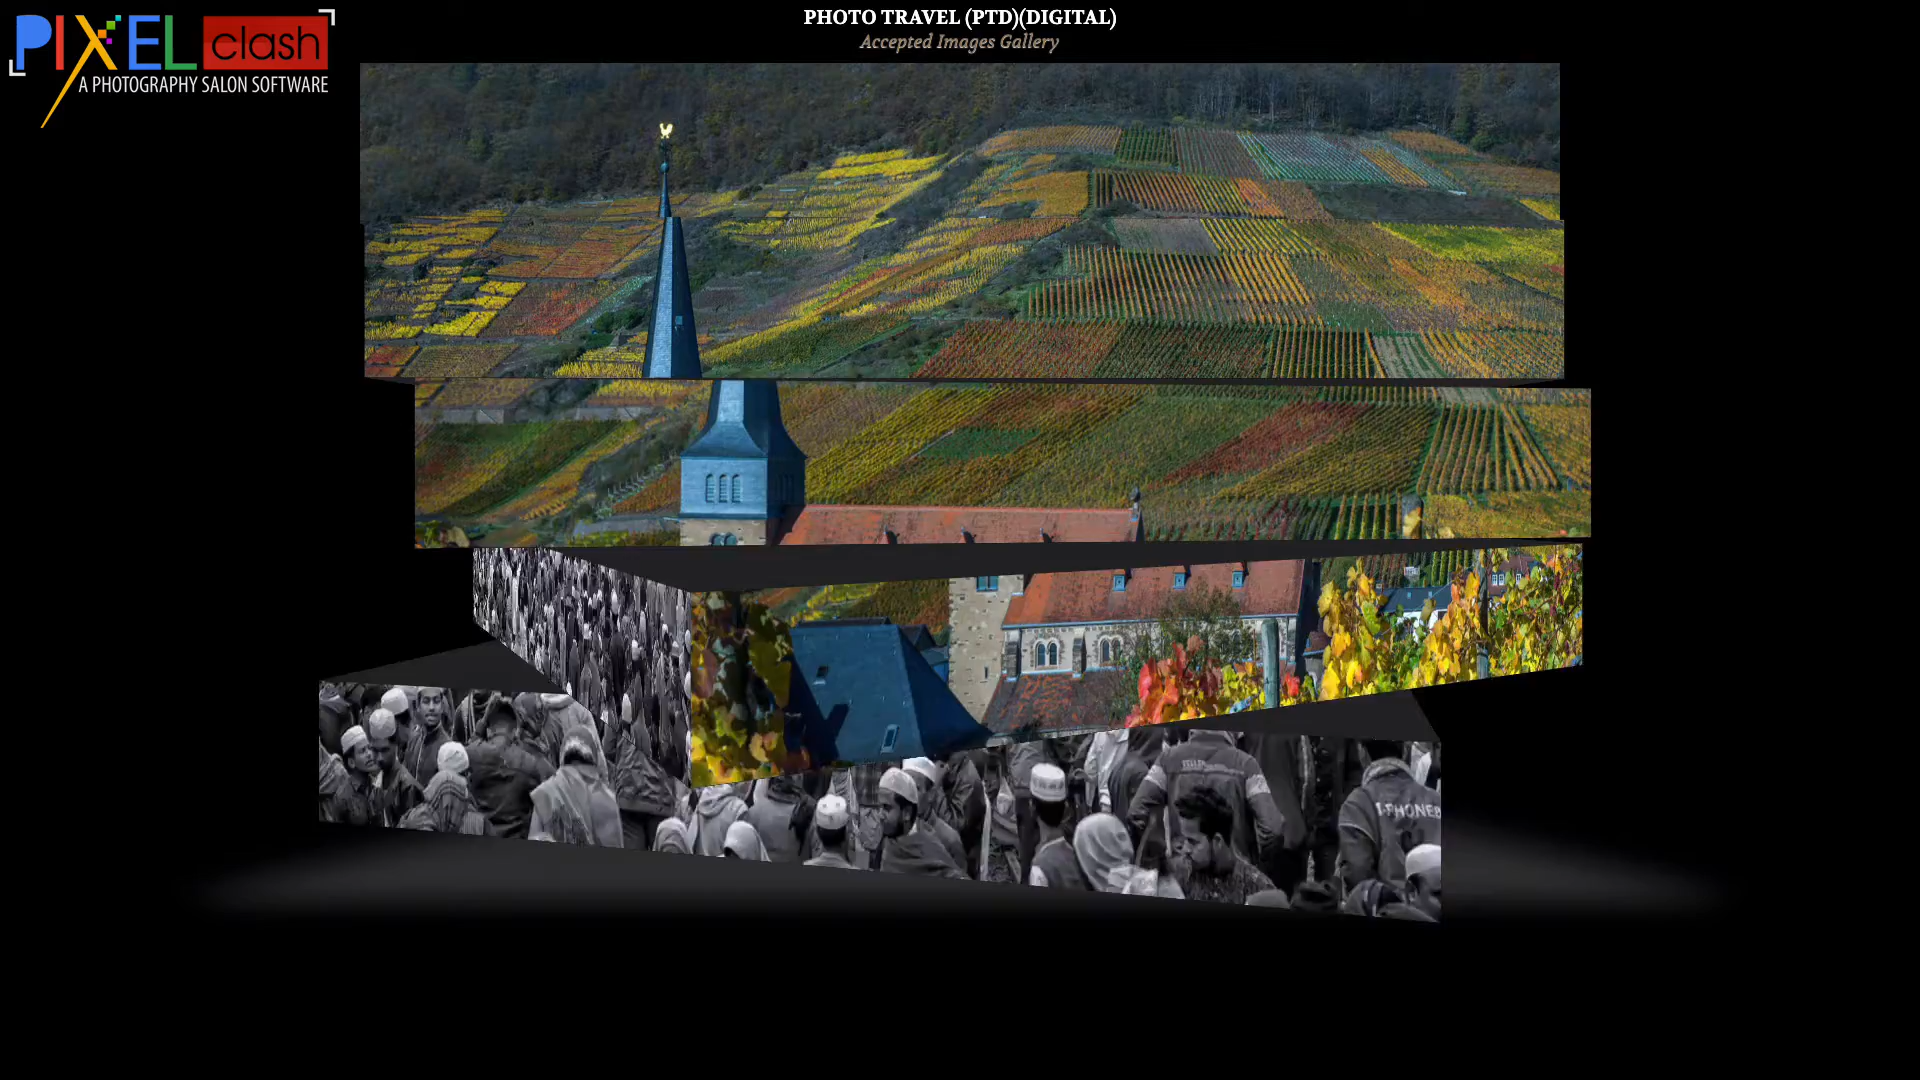 PIXEL clash
A PHOTOGRAPHY SALON SOFTWARE
PHOTO TRAVEL (PTD)(DIGITAL)
Accepted Images Gallery
I-PHONE